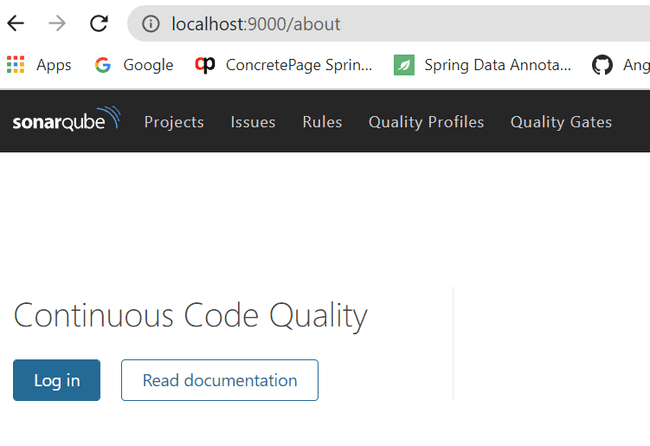 localhost:9000/about
Apps Google cp ConcretePage Sprin... Spring Data Annota... Ang
sonarqube Projects Issues Rules Quality Profiles Quality Gates
Continuous Code Quality
Log in Read documentation